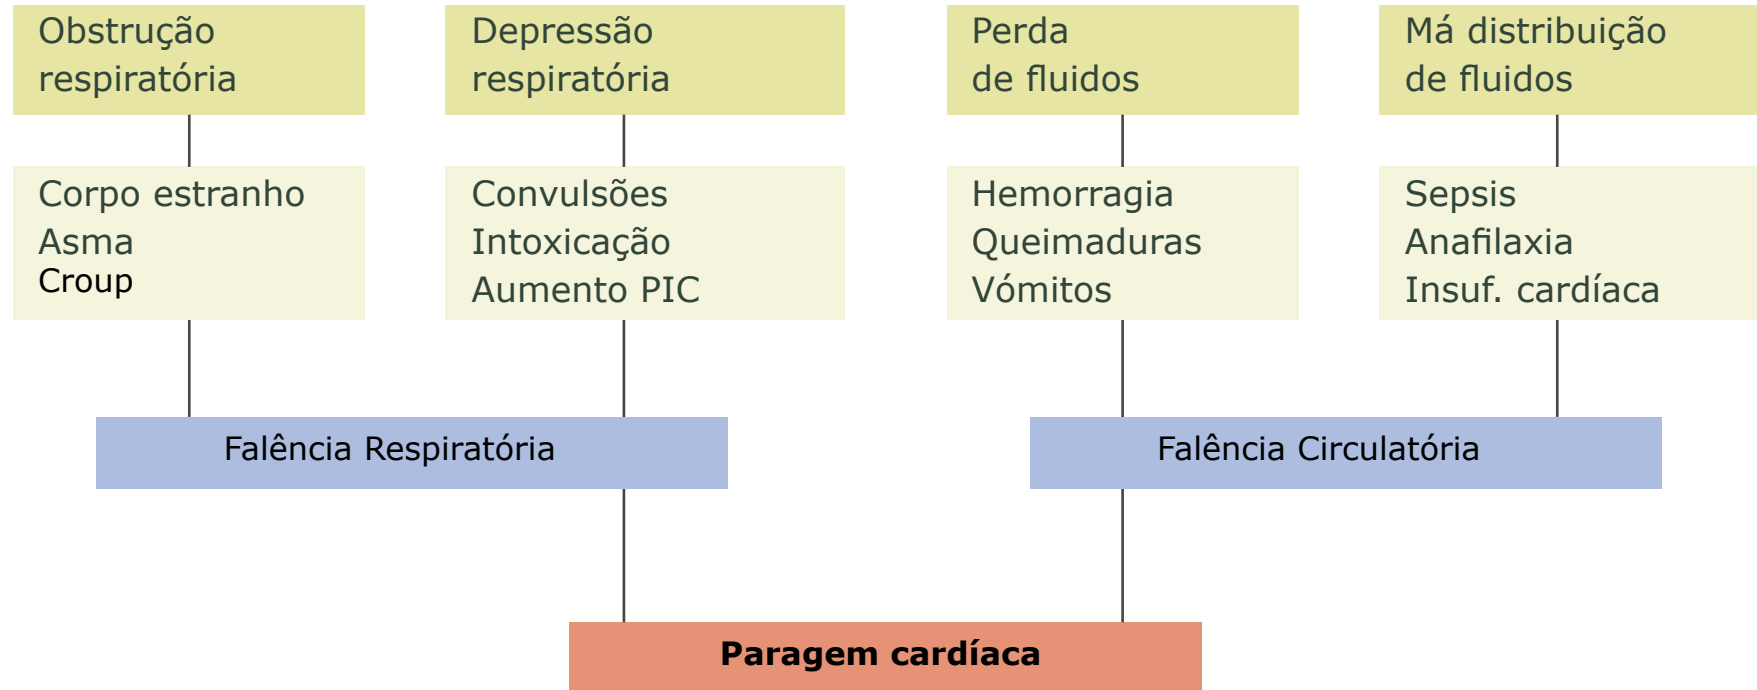 Obstrução
respiratória
Depressão
respiratória
Perda
de fluidos
Má distribuição
de fluidos
Corpo estranho
Asma
Croup
Convulsões
Intoxicação
Aumento PIC
Hemorragia
Queimaduras
Vómitos
Sepsis
Anafilaxia
Insuf. cardíaca
Falência Respiratória
Falência Circulatória
Paragem cardíaca